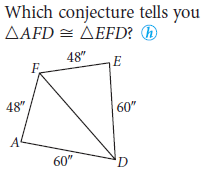 Which conjecture tells you
△AFD ≅ △EFD? ⓗ
48"
E
F
48"
60"
A
60"
D